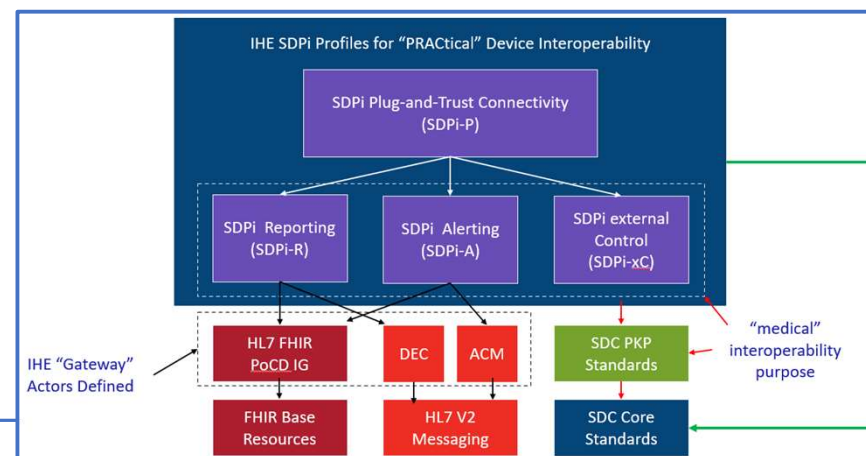 IHE SDPi Profiles for “PRACtical” Device Interoperability
SDPi Plug-and-Trust Connectivity
(SDPi-P)
SDPi Reporting
(SDPi-R)
SDPi Alerting
(SDPi-A)
SDPi external
Control
(SDPi-xC)
IHE “Gateway”
Actors Defined
HL7 FHIR
PoCD IG
DEC
ACM
SDC PKP
Standards
“medical”
interoperability
purpose
FHIR Base
Resources
HL7 V2
Messaging
SDC Core
Standards